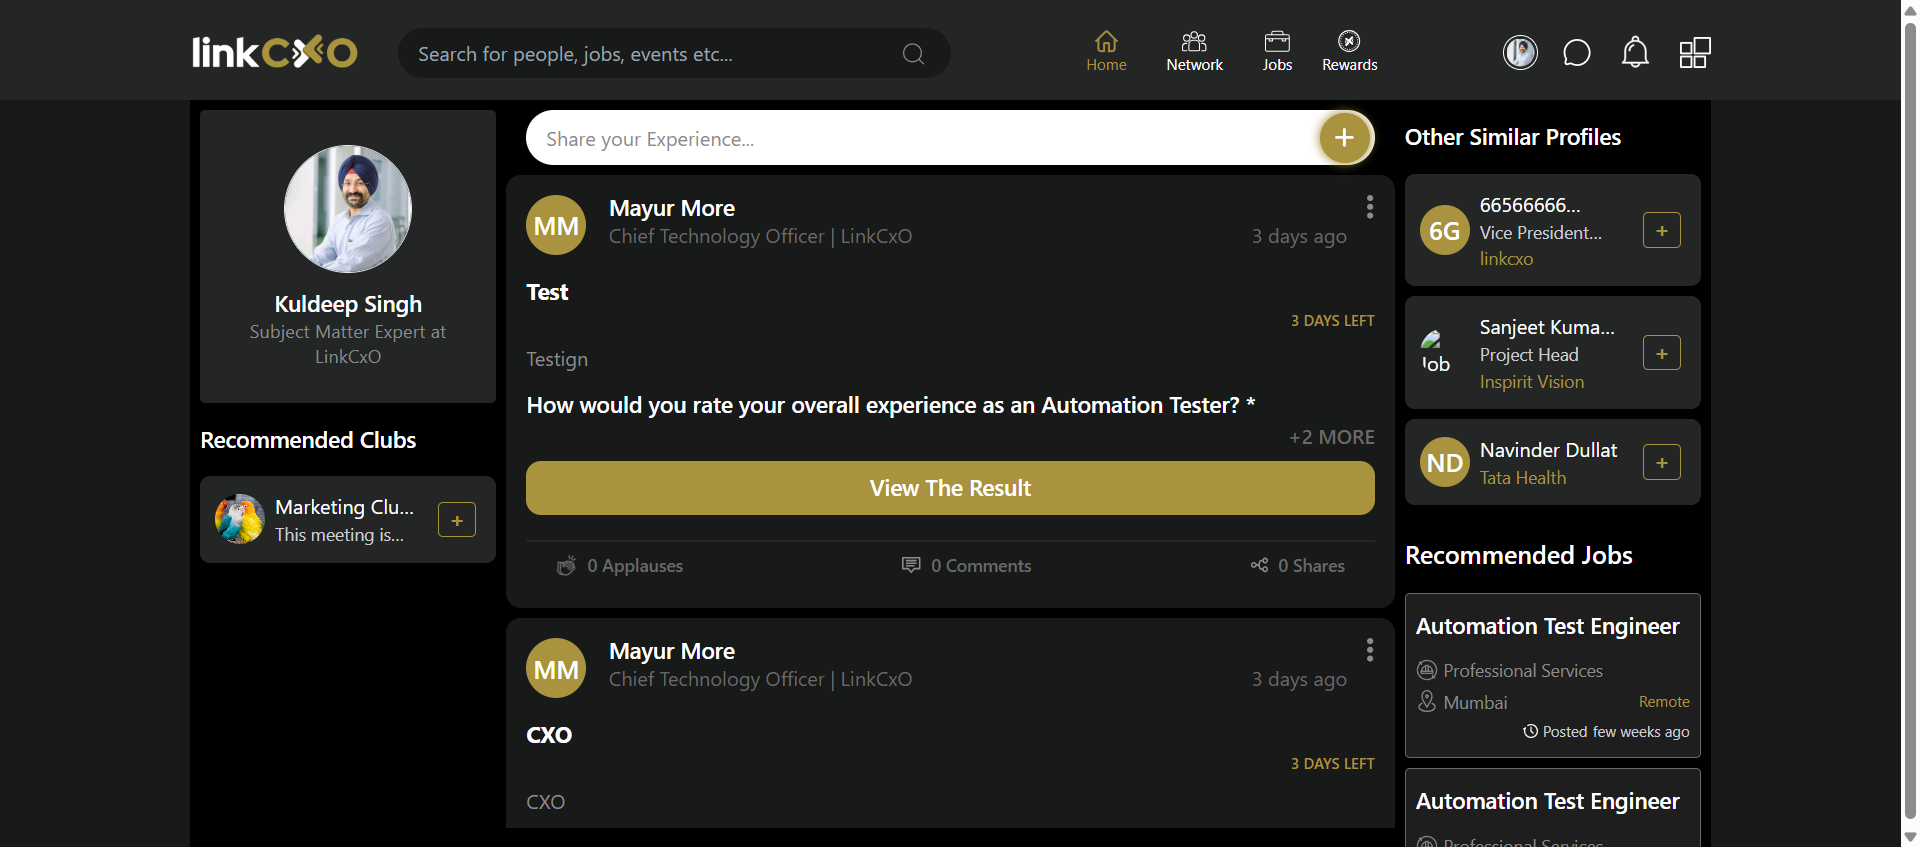 linkCXO
Search for people, jobs, events etc...
Home
Network
Jobs
Rewards
Kuldeep Singh
Subject Matter Expert at
LinkCxO
Recommended Clubs
Marketing Clu...
This meeting is...
Share your Experience...
MM
Mayur More
Chief Technology Officer | LinkCxO
3 days ago
Test
3 DAYS LEFT
Testign
How would you rate your overall experience as an Automation Tester? *
+2 MORE
View The Result
0 Applauses
0 Comments
0 Shares
MM
Mayur More
Chief Technology Officer | LinkCxO
3 days ago
CXO
3 DAYS LEFT
CXO
Other Similar Profiles
6G
66566666...
Vice President...
linkcxo
Job
Sanjeet Kuma...
Project Head
Inspirit Vision
ND
Navinder Dullat
Tata Health
Recommended Jobs
Automation Test Engineer
Professional Services
Mumbai
Remote
Posted few weeks ago
Automation Test Engineer
Professional Services